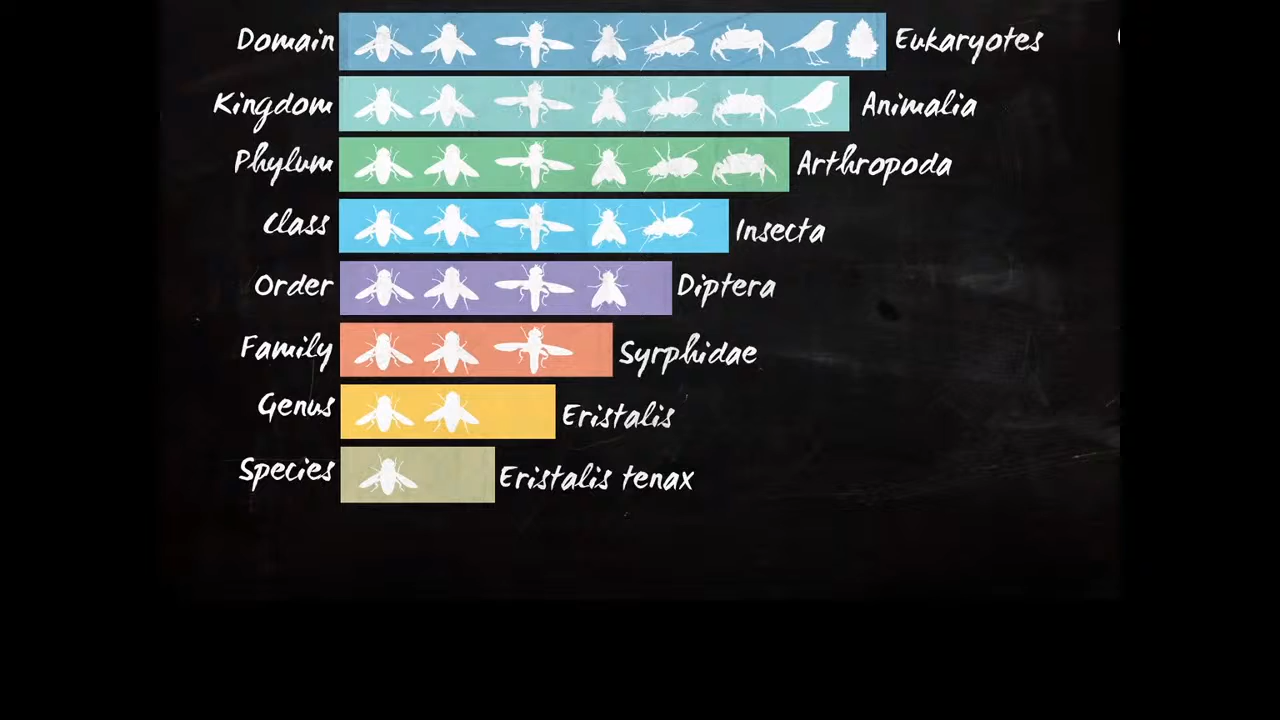 Domain Eukaryotes
Kingdom Animalia
Phylum Arthropoda
Class Insecta
Order Diptera
Family Syrphidae
Genus Eristalis
Species Eristalis tenax